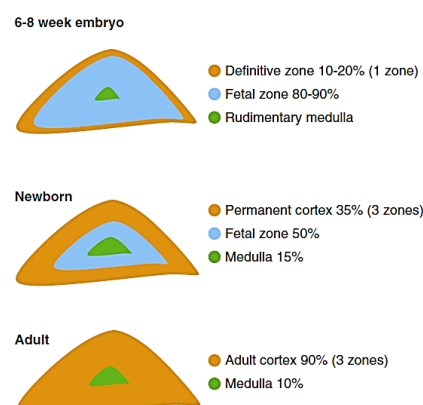 6-8 week embryo
Definitive zone 10-20% (1 zone)
Fetal zone 80-90%
Rudimentary medulla
Newborn
Permanent cortex 35% (3 zones)
Fetal zone 50%
Medulla 15%
Adult
Adult cortex 90% (3 zones)
Medulla 10%